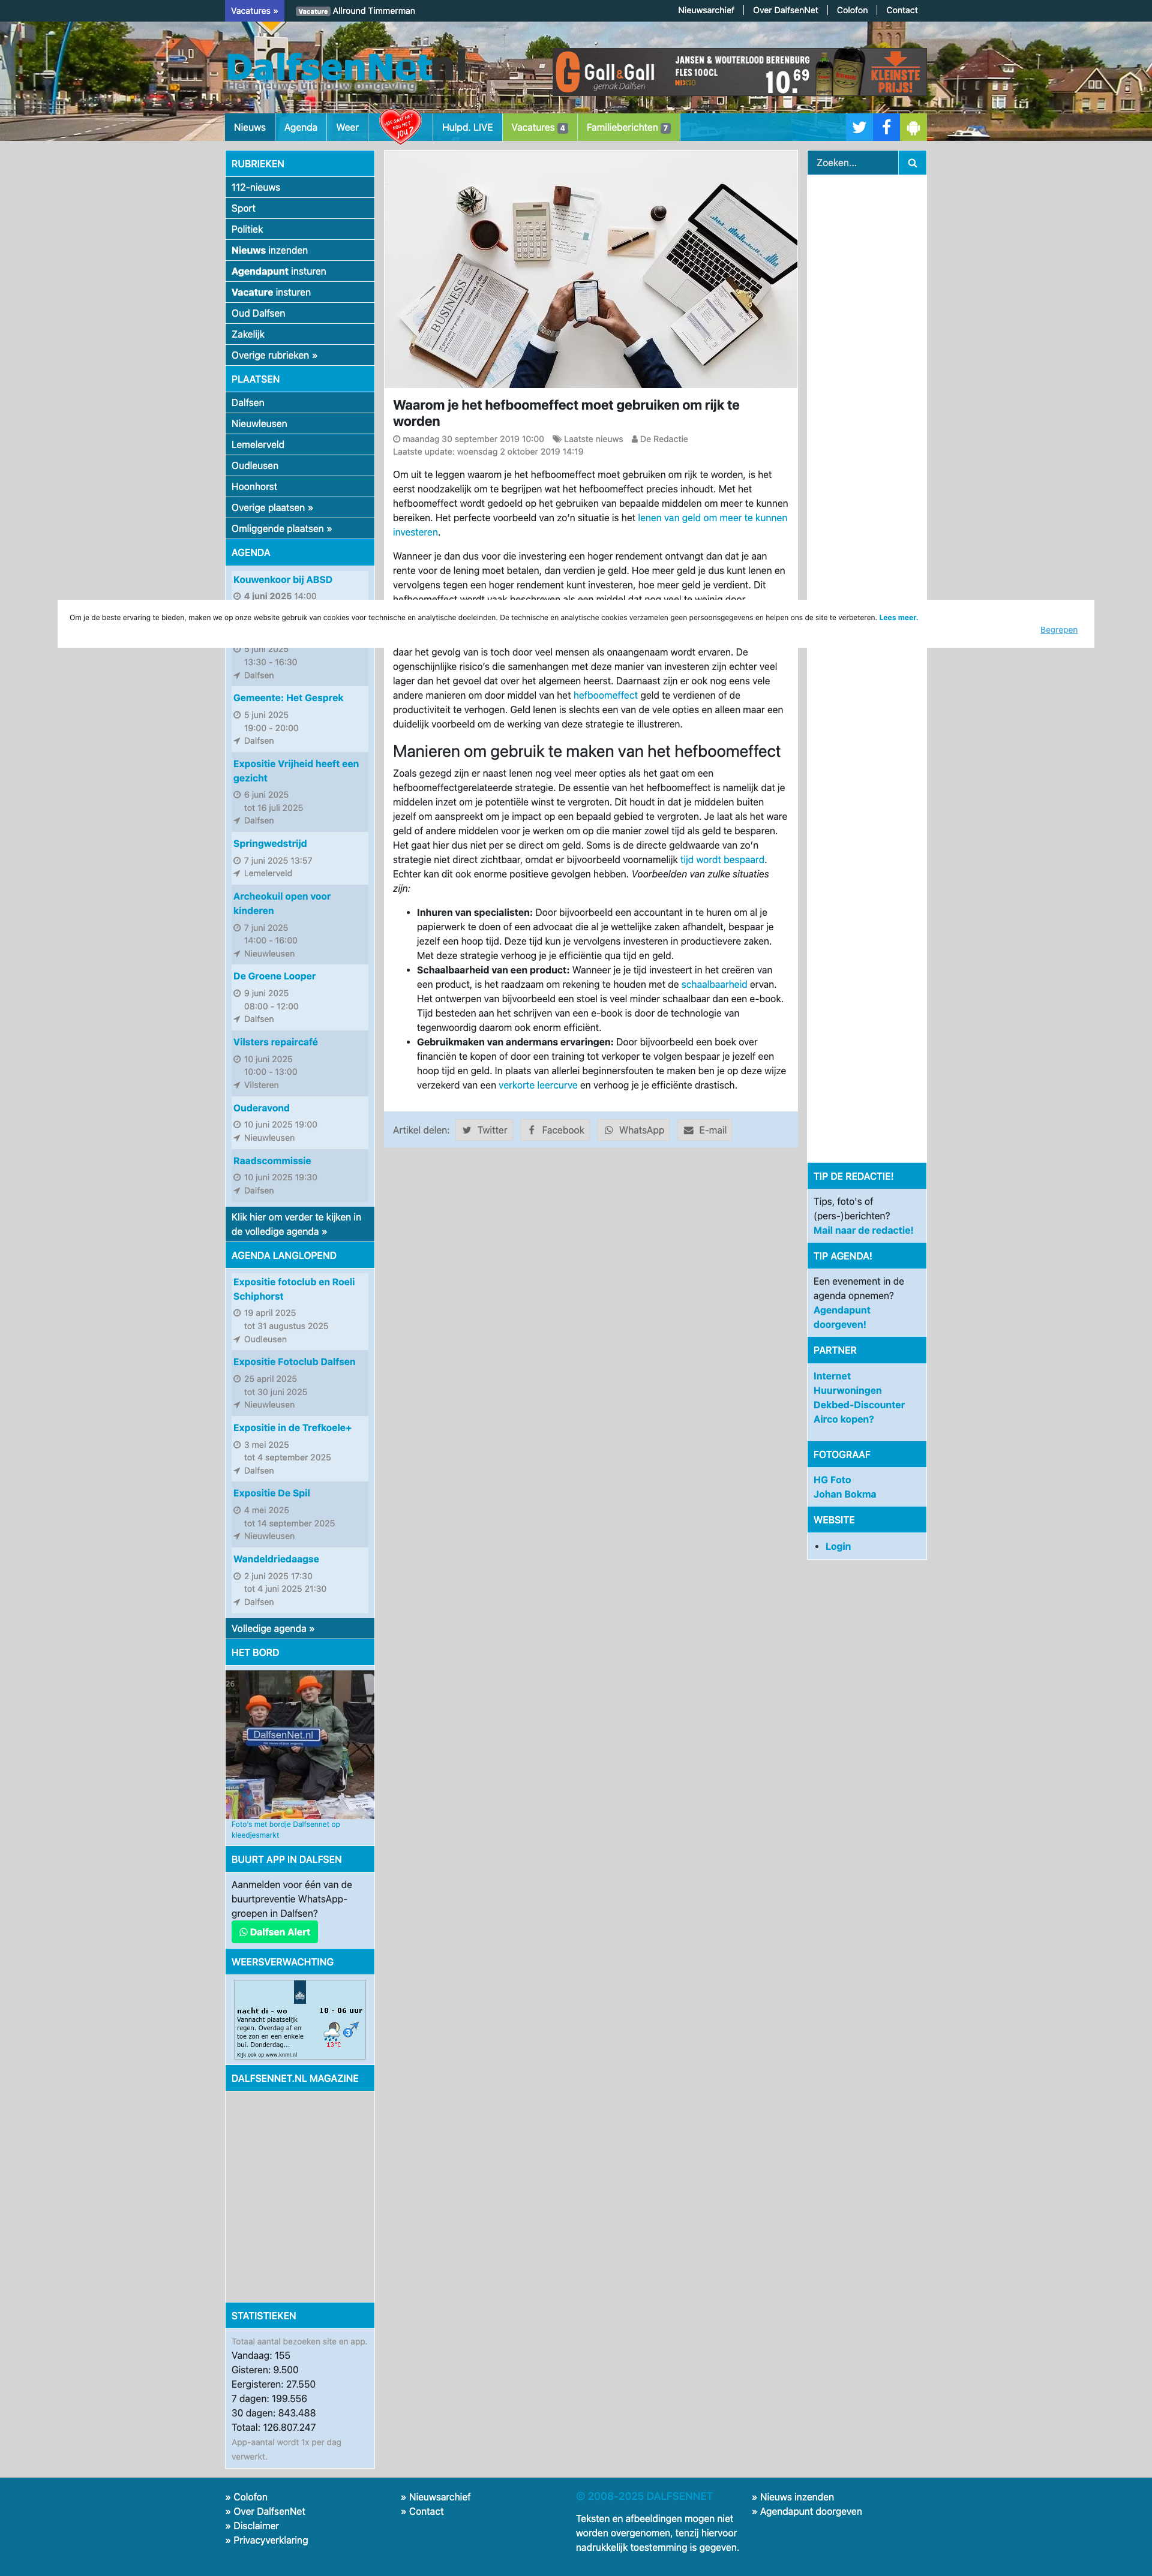 Vacatures »
Vacature Allround Timmerman
Nieuwsarchief
Over DalfsenNet
Colofon
Contact
DalfsenNet
Het nieuws uit jouw omgeving
Gall&Gall
gemak Dalfsen
JANSEN & WOUTERLOOD BERENBURG
FLES 100CL
10.69
KLEINSTE
PRIJS!
Nieuws
Agenda
Weer
HOE GAAT HET
NOU MET
JOU?
Hulpd. LIVE
Vacatures 4
Familieberichten 7
RUBRIEKEN
112-nieuws
Sport
Politiek
Nieuws inzenden
Agendapunt insturen
Vacature insturen
Oud Dalfsen
Zakelijk
Overige rubrieken »
PLAATSEN
Dalfsen
Nieuwleusen
Lemelerveld
Oudleusen
Hoonhorst
Overige plaatsen »
Omliggende plaatsen »
AGENDA
Kouwenkoor bij ABSD
4 juni 2025 14:00
5 juni 2025
13:30 - 16:30
Dalfsen
Gemeente: Het Gesprek
5 juni 2025
19:00 - 20:00
Dalfsen
Expositie Vrijheid heeft een
gezicht
6 juni 2025
tot 16 juli 2025
Dalfsen
Springwedstrijd
7 juni 2025 13:57
Lemelerveld
Archeokuil open voor
kinderen
7 juni 2025
14:00 - 16:00
Nieuwleusen
De Groene Looper
9 juni 2025
08:00 - 12:00
Dalfsen
Vilsters repaircafé
10 juni 2025
10:00 - 13:00
Vilsteren
Ouderavond
10 juni 2025 19:00
Nieuwleusen
Raadscommissie
10 juni 2025 19:30
Dalfsen
Klik hier om verder te kijken in
de volledige agenda »
AGENDA LANGLOPEND
Expositie fotoclub en Roeli
Schiphorst
19 april 2025
tot 31 augustus 2025
Oudleusen
Expositie Fotoclub Dalfsen
25 april 2025
tot 30 juni 2025
Nieuwleusen
Expositie in de Trefkoele+
3 mei 2025
tot 4 september 2025
Dalfsen
Expositie De Spil
4 mei 2025
tot 14 september 2025
Nieuwleusen
Wandeldriedaagse
2 juni 2025 17:30
tot 4 juni 2025 21:30
Dalfsen
Volledige agenda »
HET BORD
26
DalfsenNet.nl
Foto's met bordje Dalfsennet op
kleedjesmarkt
BUURT APP IN DALFSEN
Aanmelden voor één van de
buurtpreventie WhatsApp-
groepen in Dalfsen?
Dalfsen Alert
WEERSVERWACHTING
nacht di - wo
Vannacht plaatselijk
regen. Overdag af en
toe zon en een enkele
bui. Donderdag...
Kijk ook op www.knmi.nl
18 - 06 uur
3
13°C
DALFSENNET.NL MAGAZINE
STATISTIEKEN
Totaal aantal bezoeken site en app.
Vandaag: 155
Gisteren: 9.500
Eergisteren: 27.550
7 dagen: 199.556
30 dagen: 843.488
Totaal: 126.807.247
App-aantal wordt 1x per dag
verwerkt.
BUSINESS
Waarom je het hefboomeffect moet gebruiken om rijk te
worden
maandag 30 september 2019 10:00 Laatste nieuws De Redactie
Laatste update: woensdag 2 oktober 2019 14:19
Om uit te leggen waarom je het hefboomeffect moet gebruiken om rijk te worden, is het
eerst noodzakelijk om te begrijpen wat het hefboomeffect precies inhoudt. Met het
hefboomeffect wordt gedoeld op het gebruiken van bepaalde middelen om meer te kunnen
bereiken. Het perfecte voorbeeld van zo'n situatie is het lenen van geld om meer te kunnen
investeren.
Wanneer je dan dus voor die investering een hoger rendement ontvangt dan dat je aan
rente voor de lening moet betalen, dan verdien je geld. Hoe meer geld je dus kunt lenen en
vervolgens tegen een hoger rendement kunt investeren, hoe meer geld je verdient. Dit
hefboomeffect wordt vaak beschreven als een middel dat nog veel te weinig door
Om je de beste ervaring te bieden, maken we op onze website gebruik van cookies voor technische en analytische doeleinden. De technische en analytische cookies verzamelen geen persoonsgegevens en helpen ons de site te verbeteren. Lees meer.
Begrepen
daar het gevolg van is toch door veel mensen als onaangenaam wordt ervaren. De
ogenschijnlijke risico's die samenhangen met deze manier van investeren zijn echter veel
lager dan het gevoel dat over het algemeen heerst. Daarnaast zijn er ook nog eens vele
andere manieren om door middel van het hefboomeffect geld te verdienen of de
productiviteit te verhogen. Geld lenen is slechts een van de vele opties en alleen maar een
duidelijk voorbeeld om de werking van deze strategie te illustreren.
Manieren om gebruik te maken van het hefboomeffect
Zoals gezegd zijn er naast lenen nog veel meer opties als het gaat om een
hefboomeffectgerelateerde strategie. De essentie van het hefboomeffect is namelijk dat je
middelen inzet om je potentiële winst te vergroten. Dit houdt in dat je middelen buiten
jezelf om aanspreekt om je impact op een bepaald gebied te vergroten. Je laat als het ware
geld of andere middelen voor je werken om op die manier zowel tijd als geld te besparen.
Het gaat hier dus niet per se direct om geld. Soms is de directe geldwaarde van zo'n
strategie niet direct zichtbaar, omdat er bijvoorbeeld voornamelijk tijd wordt bespaard.
Echter kan dit ook enorme positieve gevolgen hebben. Voorbeelden van zulke situaties
zijn:
• Inhuren van specialisten: Door bijvoorbeeld een accountant in te huren om al je
papierwerk te doen of een advocaat die al je wettelijke zaken afhandelt, bespaar je
jezelf een hoop tijd. Deze tijd kun je vervolgens investeren in productievere zaken.
Met deze strategie verhoog je je efficiëntie qua tijd en geld.
• Schaalbaarheid van een product: Wanneer je je tijd investeert in het creëren van
een product, is het raadzaam om rekening te houden met de schaalbaarheid ervan.
Het ontwerpen van bijvoorbeeld een stoel is veel minder schaalbaar dan een e-book.
Tijd besteden aan het schrijven van een e-book is door de technologie van
tegenwoordig daarom ook enorm efficiënt.
• Gebruikmaken van andermans ervaringen: Door bijvoorbeeld een boek over
financiën te kopen of door een training tot verkoper te volgen bespaar je jezelf een
hoop tijd en geld. In plaats van allerlei beginnersfouten te maken ben je op deze wijze
verzekerd van een verkorte leercurve en verhoog je je efficiënte drastisch.
Artikel delen: Twitter Facebook WhatsApp E-mail
Zoeken...
TIP DE REDACTIE!
Tips, foto's of
(pers-)berichten?
Mail naar de redactie!
TIP AGENDA!
Een evenement in de
agenda opnemen?
Agendapunt
doorgeven!
PARTNER
Internet
Huurwoningen
Dekbed-Discounter
Airco kopen?
FOTOGRAAF
HG Foto
Johan Bokma
WEBSITE
• Login
» Colofon
» Over DalfsenNet
» Disclaimer
» Privacyverklaring
» Nieuwsarchief
» Contact
© 2008-2025 DALFSENNET
Teksten en afbeeldingen mogen niet
worden overgenomen, tenzij hiervoor
nadrukkelijk toestemming is gegeven.
» Nieuws inzenden
» Agendapunt doorgeven